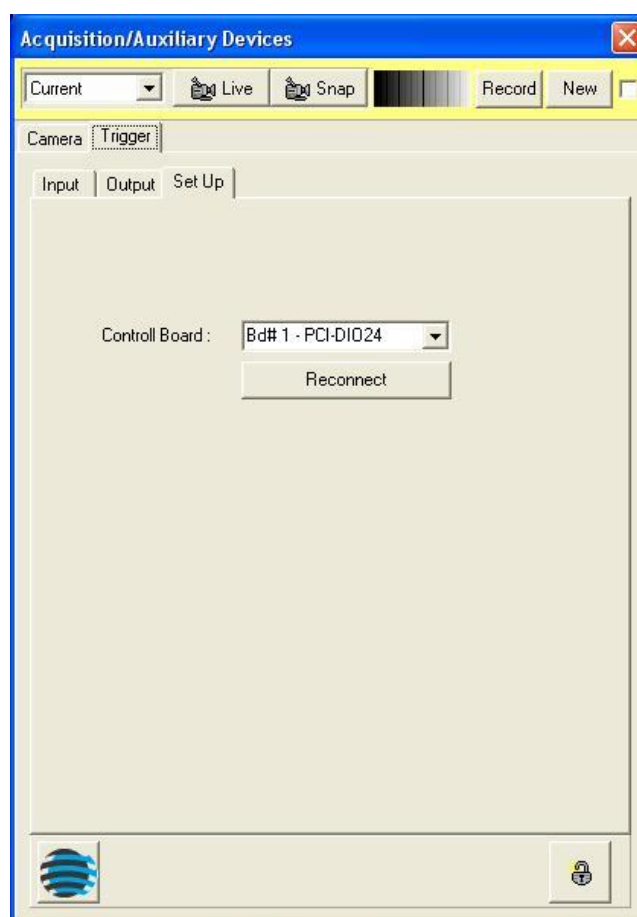 Acquisition/Auxiliary Devices
Current Live Snap Record New
Camera Trigger
Input Output Set Up
Controll Board : Bd# 1 - PCI-DIO24
Reconnect